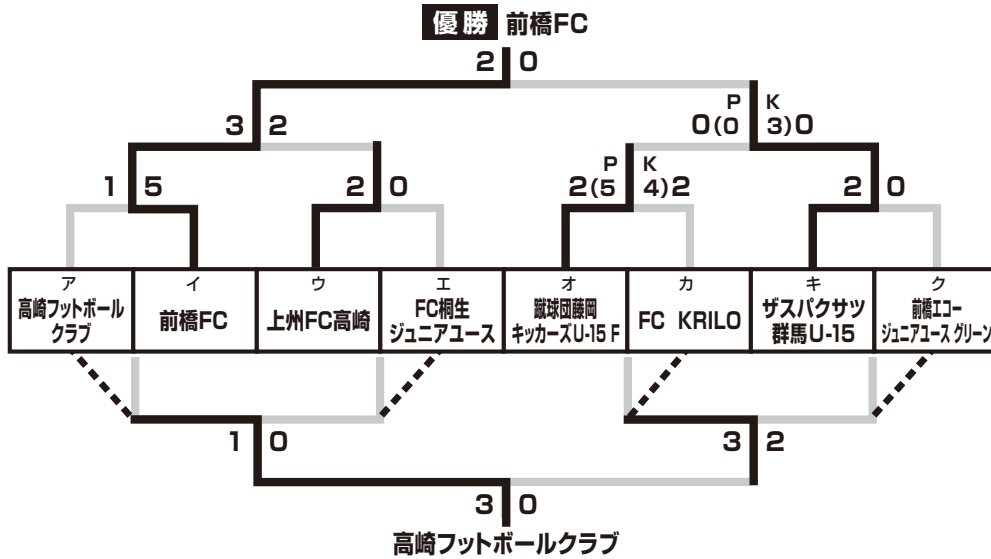 優勝 前橋FC
2 0
P K
0(0 3)0
3 2
P K
1 5 2 0 2(5 4)2 2 0
ア イ ウ エ オ カ キ ク
高崎フットボール
クラブ
前橋FC
上州FC高崎
FC桐生
ジュニアユース
蹴球団藤岡
キッカーズU-15 F
FC KRILO
ザスパクサツ
群馬U-15
前橋エコー
ジュニアユース グリーン
1 0 3 2
3 0
高崎フットボールクラブ